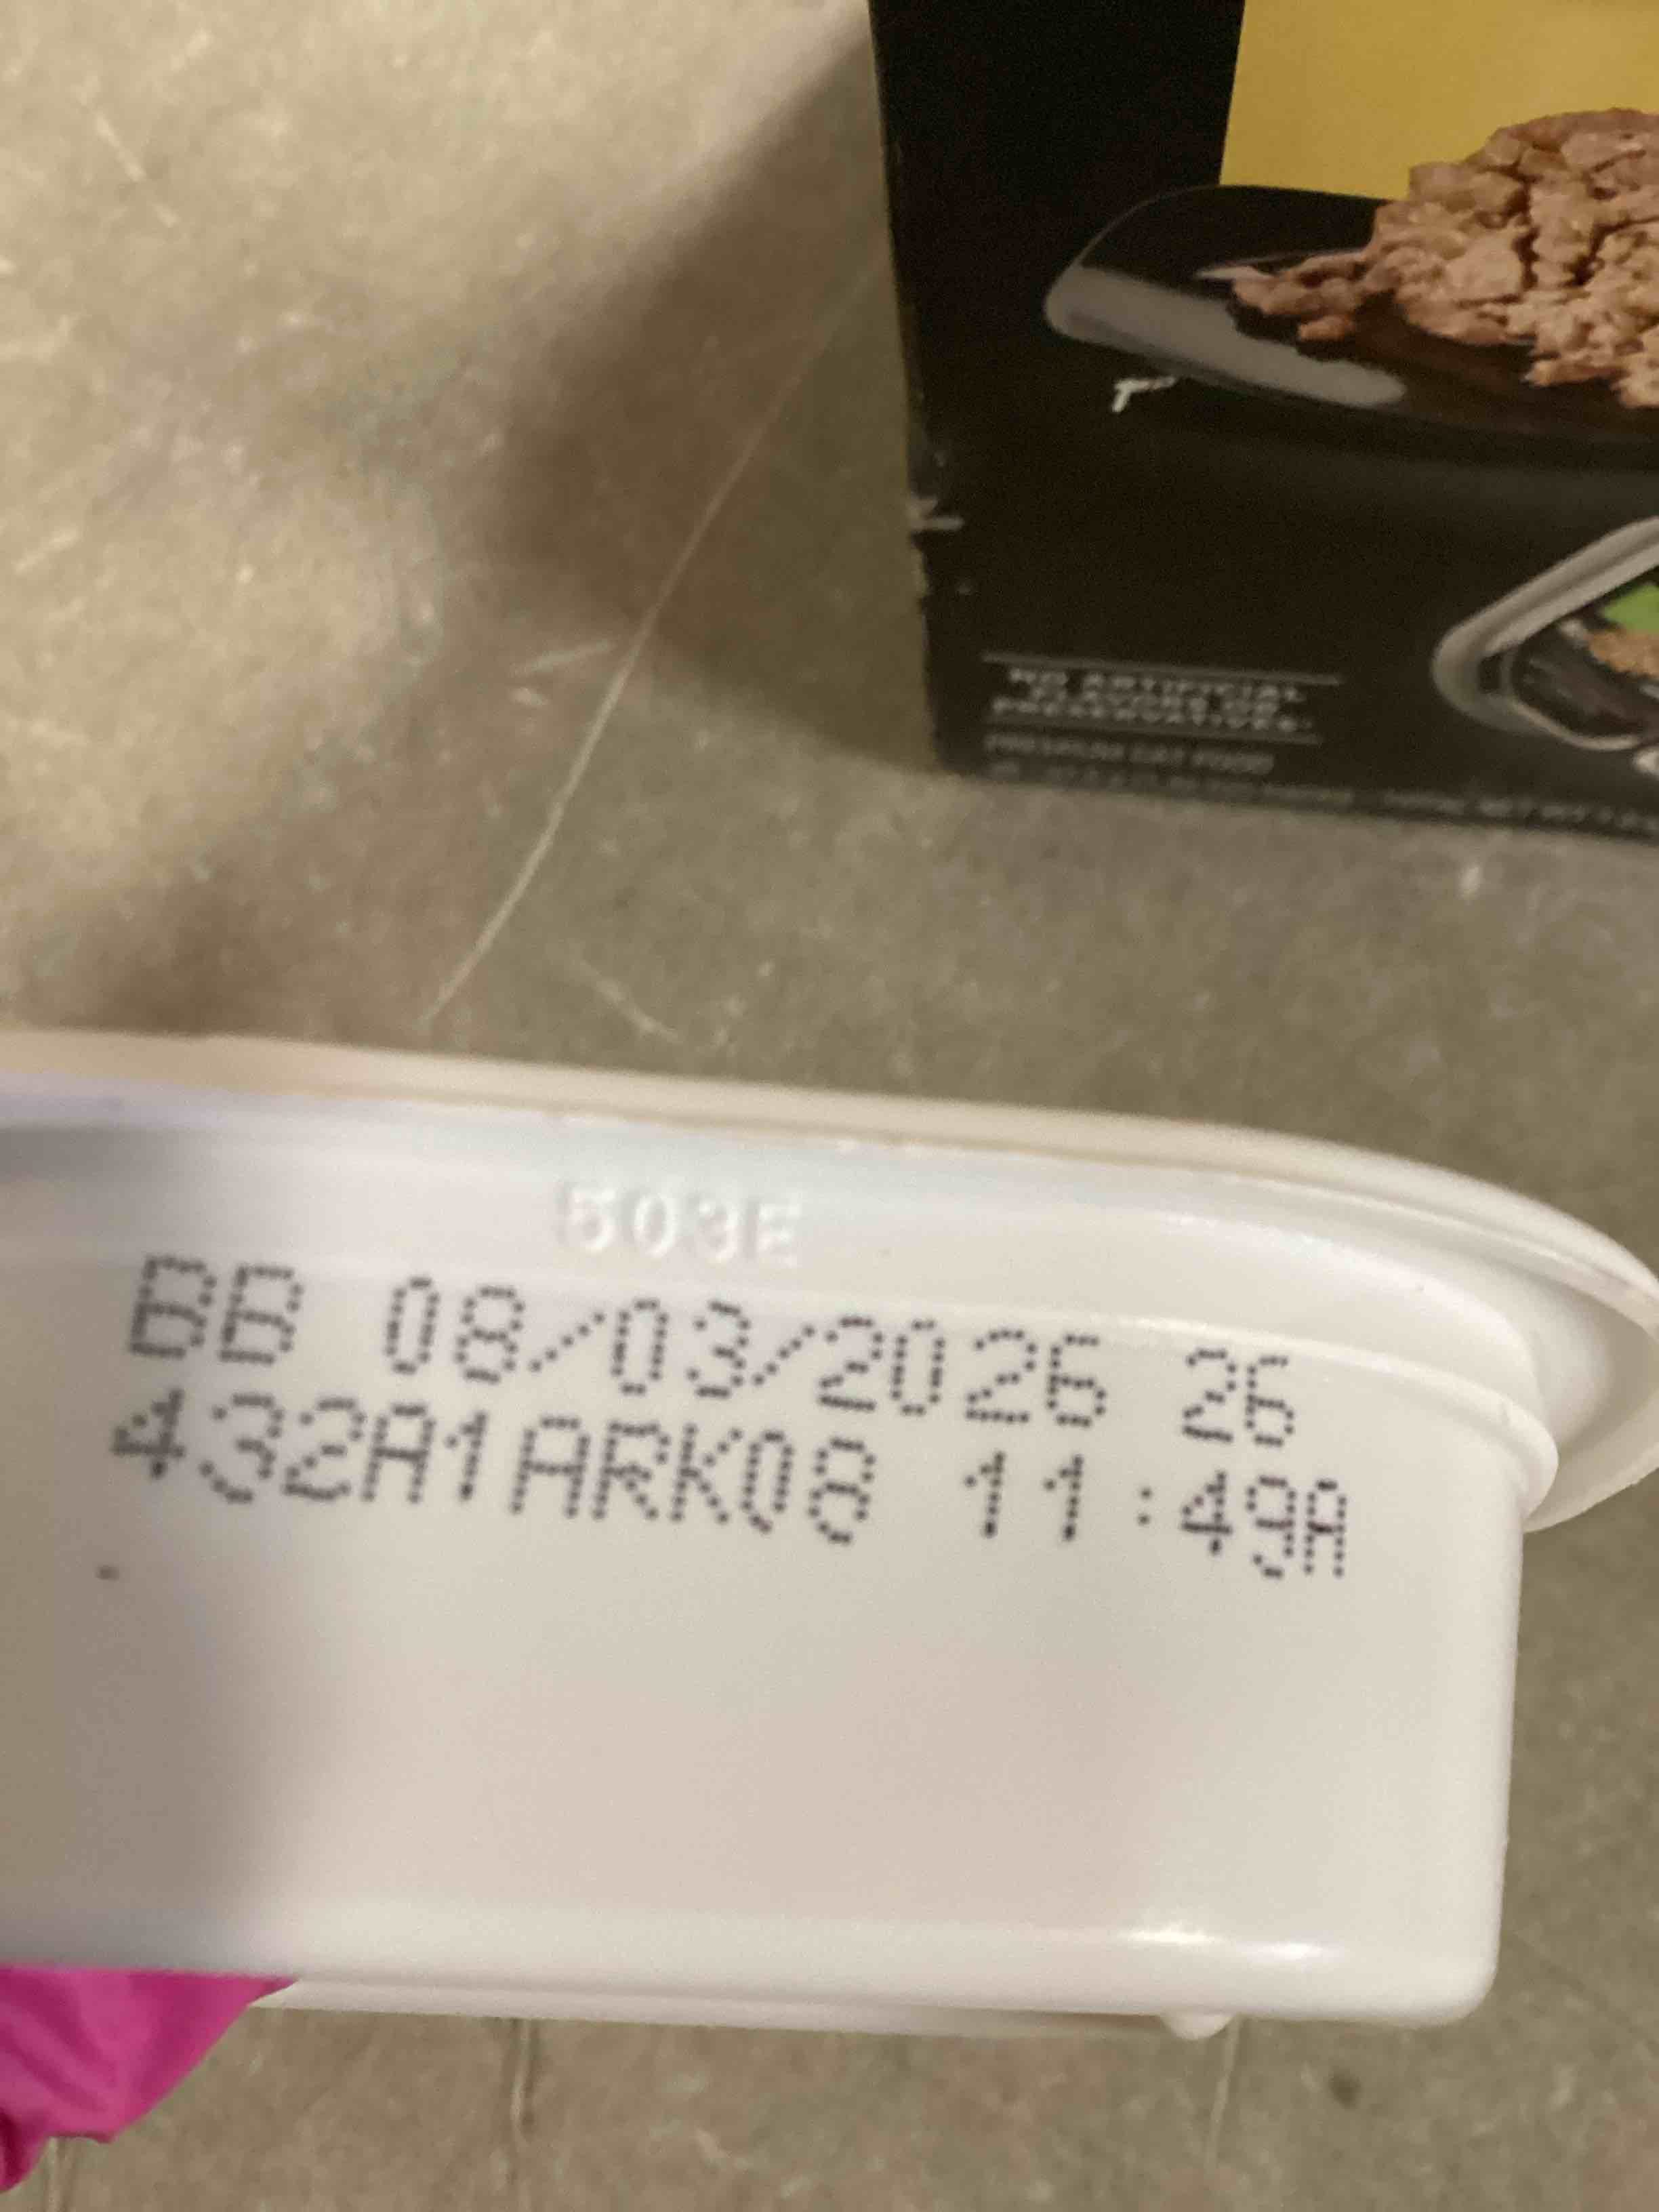 NO ARTIFICIAL
FLAVORS OR
PRESERVATIVES.
PREMIUM CAT FOOD
503E
BB 08/03/2026 26
432A1ARK08 11:49A